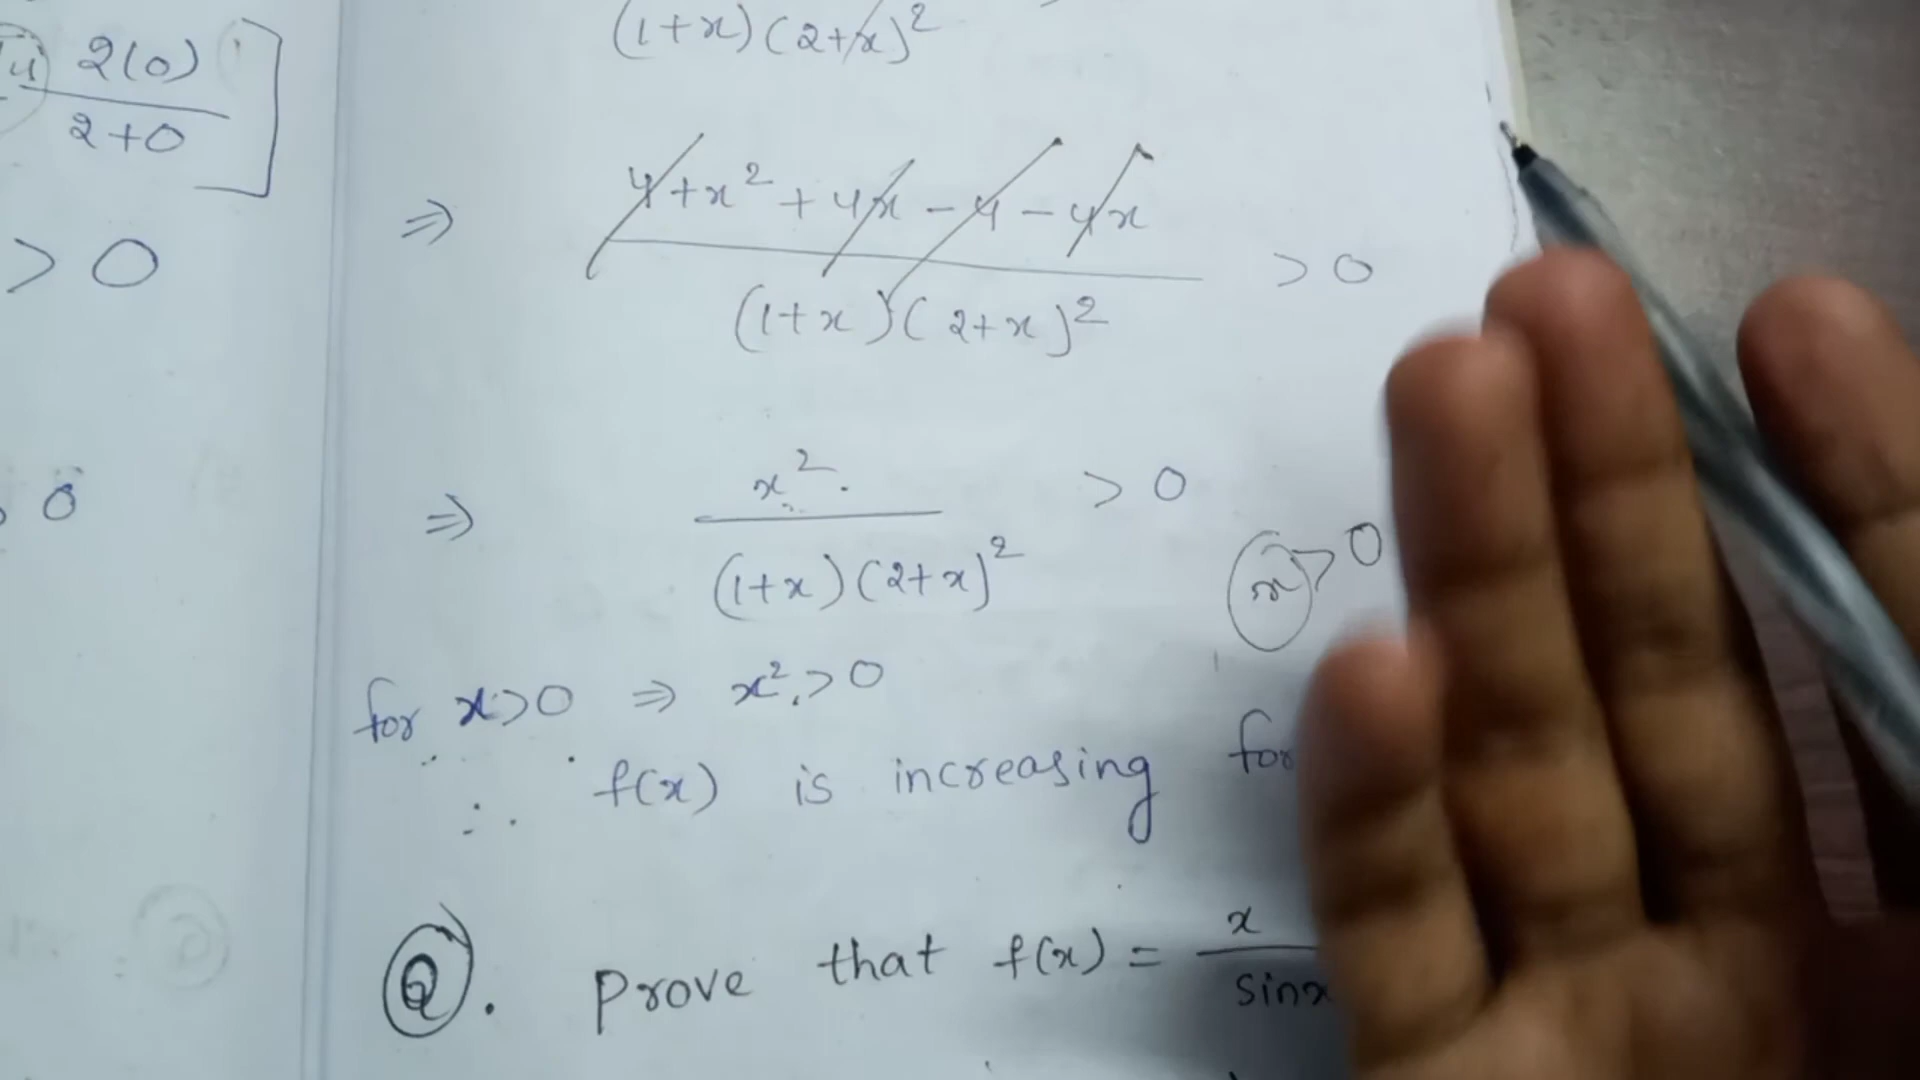 2(0)
2+0
> 0
0
(1+x)(2+x)²
⇒ 4+x²+4x-4-4x
(1+x)(2+x)² > 0
⇒ x². > 0
(1+x)(2+x)²
x > 0
for x>0 ⇒ x²>0
∴ f(x) is increasing for
Q. Prove that f(x) = x
sinx